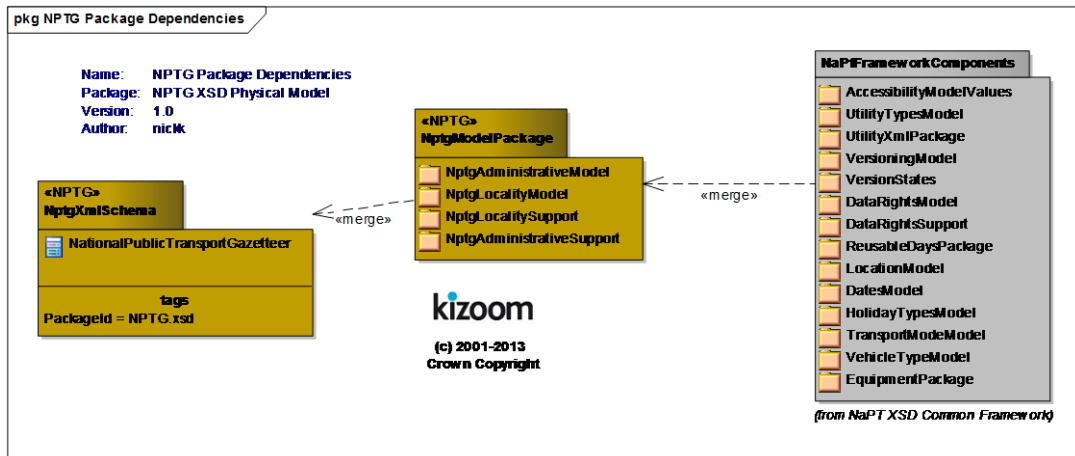 pkg NPTG Package Dependencies
Name: NPTG Package Dependencies
Package: NPTG XSD Physical Model
Version: 1.0
Author: niclk
«NPTG»
NptgXmlSchema
NationalPublicTransportGazetteer
tags
PackageId = NPTG.xsd
«merge»
«NPTG»
NptgModelPackage
NptgAdministrativeModel
NptgLocalityModel
NptgLocalitySupport
NptgAdministrativeSupport
kizoom
(c) 2001-2013
Crown Copyright
«merge»
NaPtFrameworkComponents
AccessibilityModelValues
UtilityTypesModel
UtilityXmlPackage
VersioningModel
VersionStates
DataRightsModel
DataRightsSupport
ReusableDaysPackage
LocationModel
DatesModel
HolidayTypesModel
TransportModeModel
VehicleTypeModel
EquipmentPackage
(from NaPT XSD Common Framework)